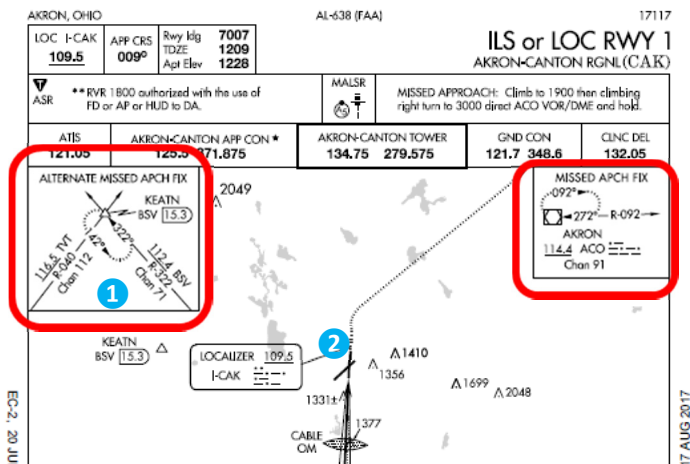 AKRON, OHIO
AL-638 (FAA)
17117
LOC I-CAK
109.5
APP CRS
009°
Rwy ldg 7007
TDZE 1209
Apt Elev 1228
ILS or LOC RWY 1
AKRON-CANTON RGNL (CAK)
T
ASR
**RVR 1800 authorized with the use of
FD or AP or HUD to DA.
MALSR
A5
MISSED APPROACH: Climb to 1900 then climbing
right turn to 3000 direct ACO VOR/DME and hold.
ATIS
121.05
AKRON-CANTON APP CON ★
125.5 371.875
AKRON-CANTON TOWER
134.75 279.575
GND CON
121.7 348.6
CLNC DEL
132.05
ALTERNATE MISSED APCH FIX
KEATN
BSV 15.3
322°
142°
116.5 TVT
R-040
Chan 112
112.4 BSV
R-322
Chan 71
1
2049
MISSED APCH FIX
092°
272° R-092
AKRON
114.4 ACO
Chan 91
KEATN
BSV 15.3
LOCALIZER 109.5
I-CAK
2
1410
1356
1699
2048
1331±
1377
CABLE
OM
EC-2, 20 JU
17 AUG 2017